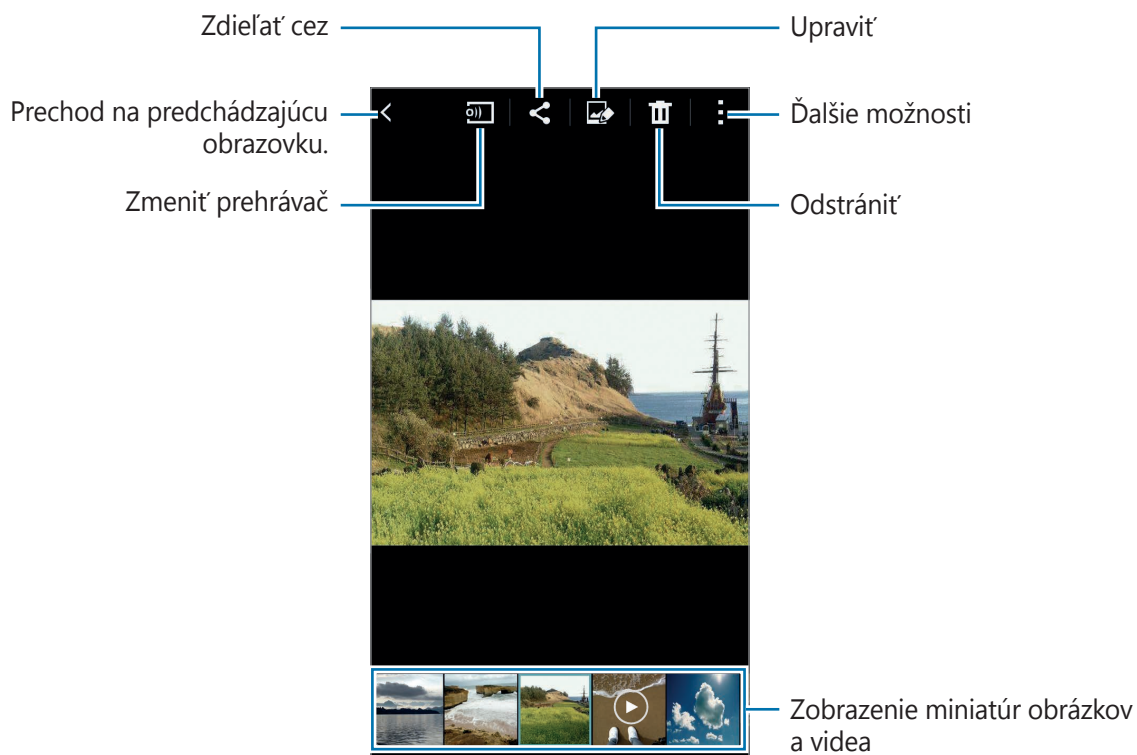 Zdieľať cez
Upraviť
Prechod na predchádzajúcu
obrazovku.
Ďalšie možnosti
Zmeniť prehrávač
Odstrániť
Zobrazenie miniatúr obrázkov
a videa